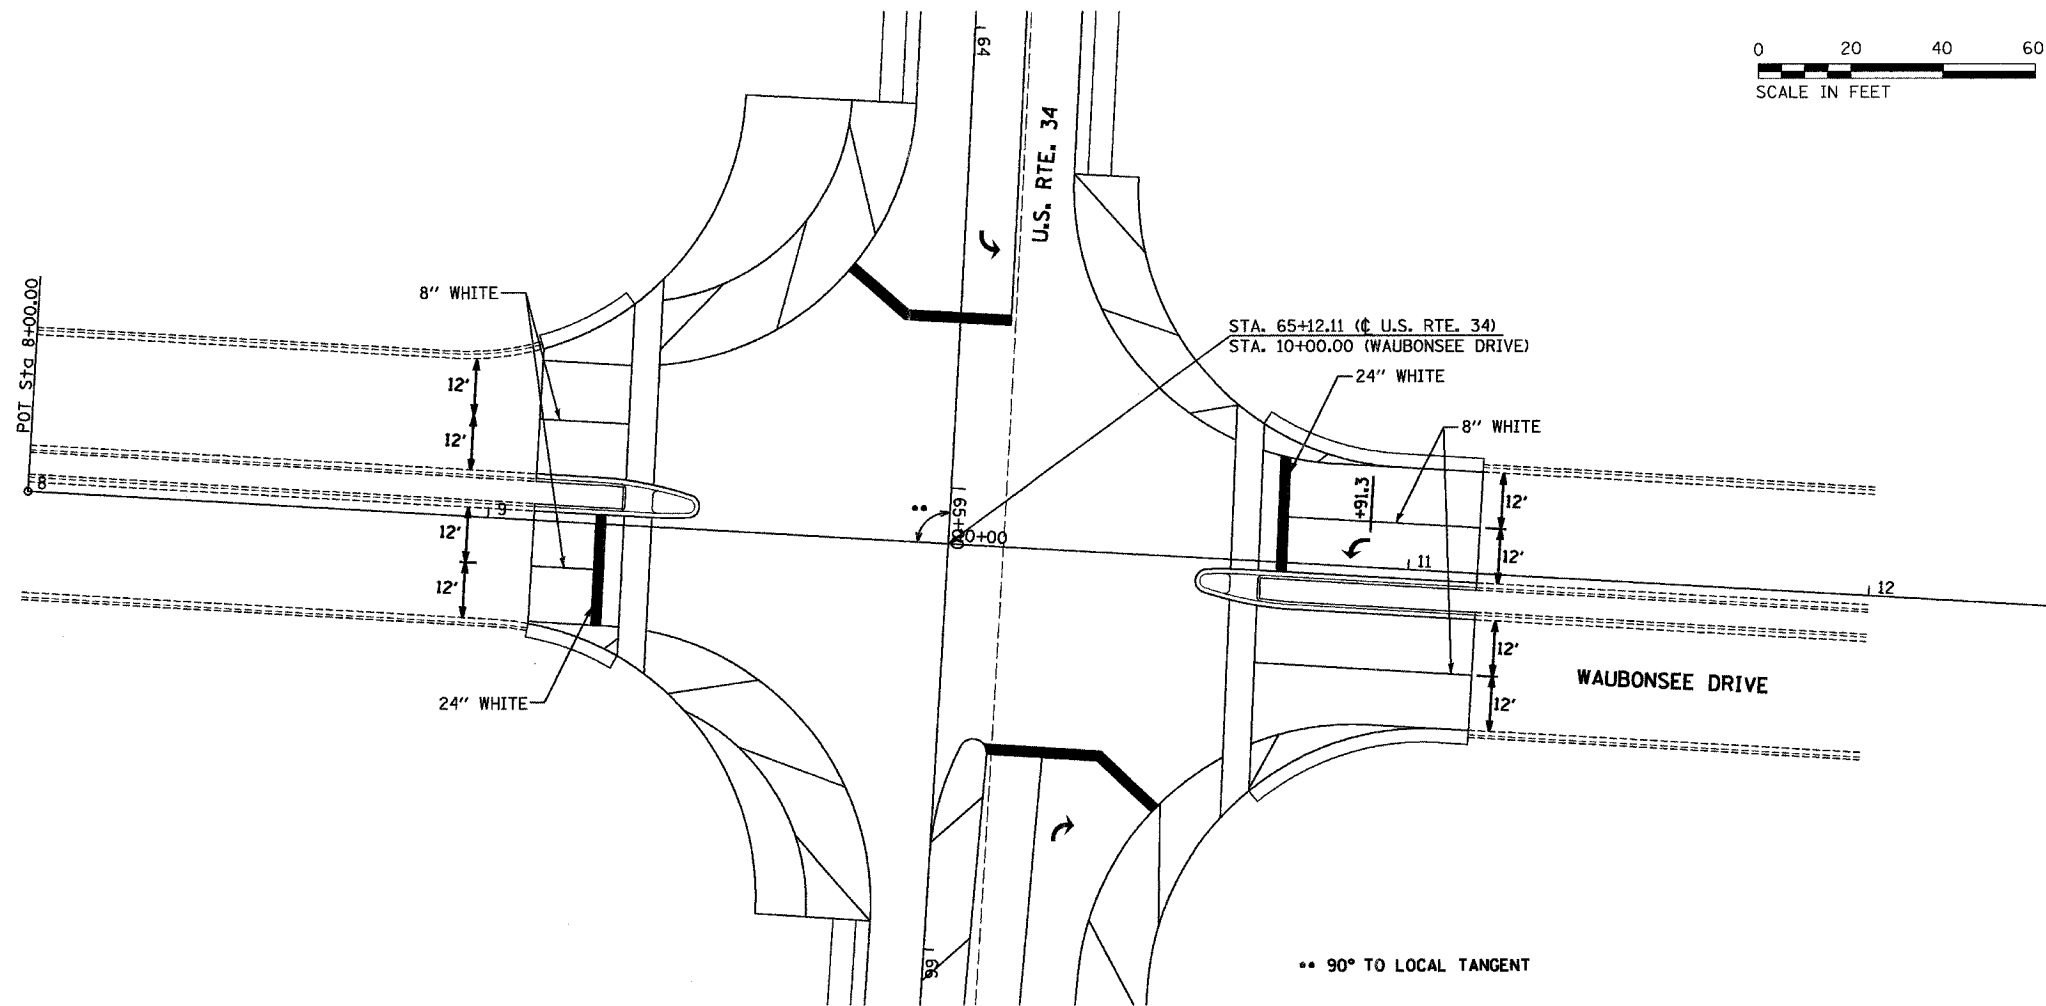 64
0 20 40 60
SCALE IN FEET
U.S. RTE. 34
8" WHITE
POT Sta 8+00.00
STA. 65+12.11 (℄ U.S. RTE. 34)
STA. 10+00.00 (WAUBONSEE DRIVE)
24" WHITE
12'
12'
8" WHITE
8
9
+91.3
12'
12'
12'
12'
••
65+00
10+00
11
12
12'
12'
WAUBONSEE DRIVE
24" WHITE
66
•• 90° TO LOCAL TANGENT